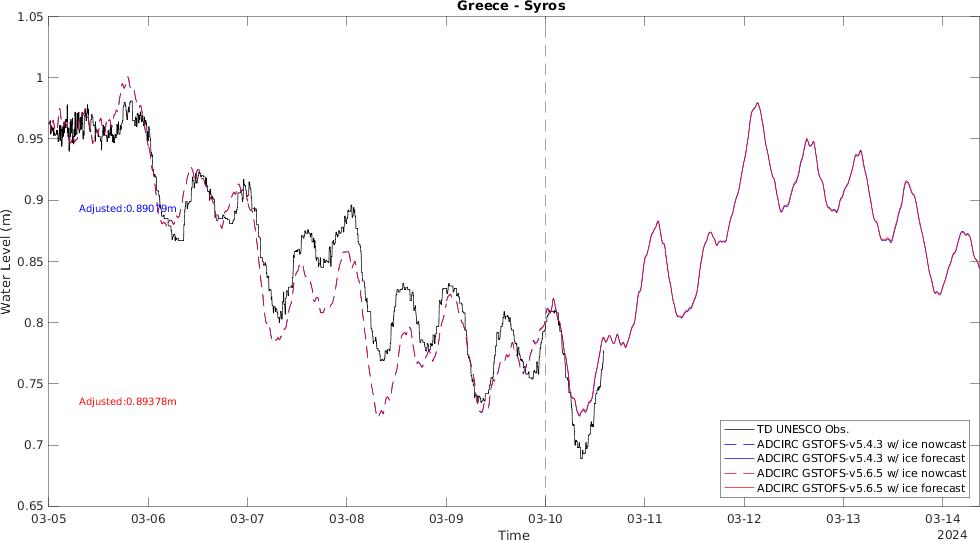 Greece - Syros
1.05
1
0.95
0.9
0.85
0.8
0.75
0.7
0.65
Water Level (m)
Adjusted:0.89079m
Adjusted:0.89378m
TD UNESCO Obs.
ADCIRC GSTOFS-v5.4.3 w/ ice nowcast
ADCIRC GSTOFS-v5.4.3 w/ ice forecast
ADCIRC GSTOFS-v5.6.5 w/ ice nowcast
ADCIRC GSTOFS-v5.6.5 w/ ice forecast
03-05 03-06 03-07 03-08 03-09 03-10 03-11 03-12 03-13 03-14
Time
2024